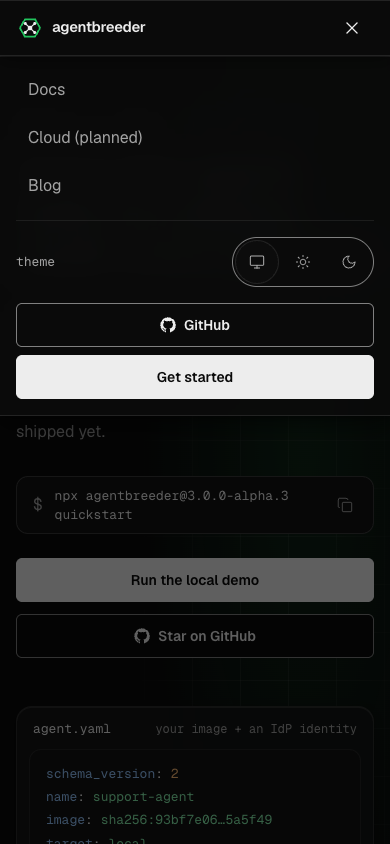 agentbreeder
Docs
Cloud (planned)
Blog
theme
GitHub
Get started
shipped yet.
$ npx agentbreeder@3.0.0-alpha.3
quickstart
Run the local demo
Star on GitHub
agent.yaml your image + an IdP identity
schema_version: 2
name: support-agent
image: sha256:93bf7e06…5a5f49
target: local